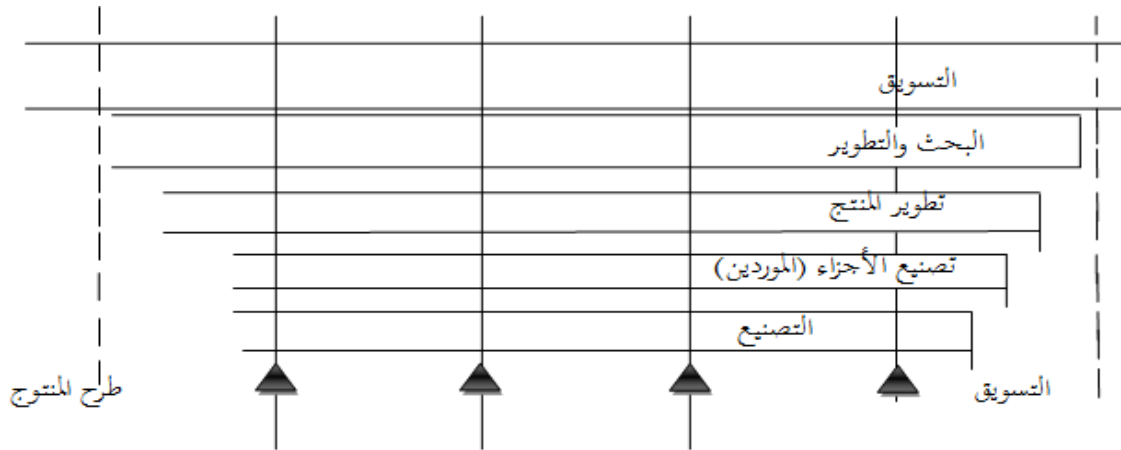 التسويق
البحث والتطوير
تطوير المنتج
تصنيع الأجزاء (الموردين)
التصنيع
التسويق
طرح المنتوج